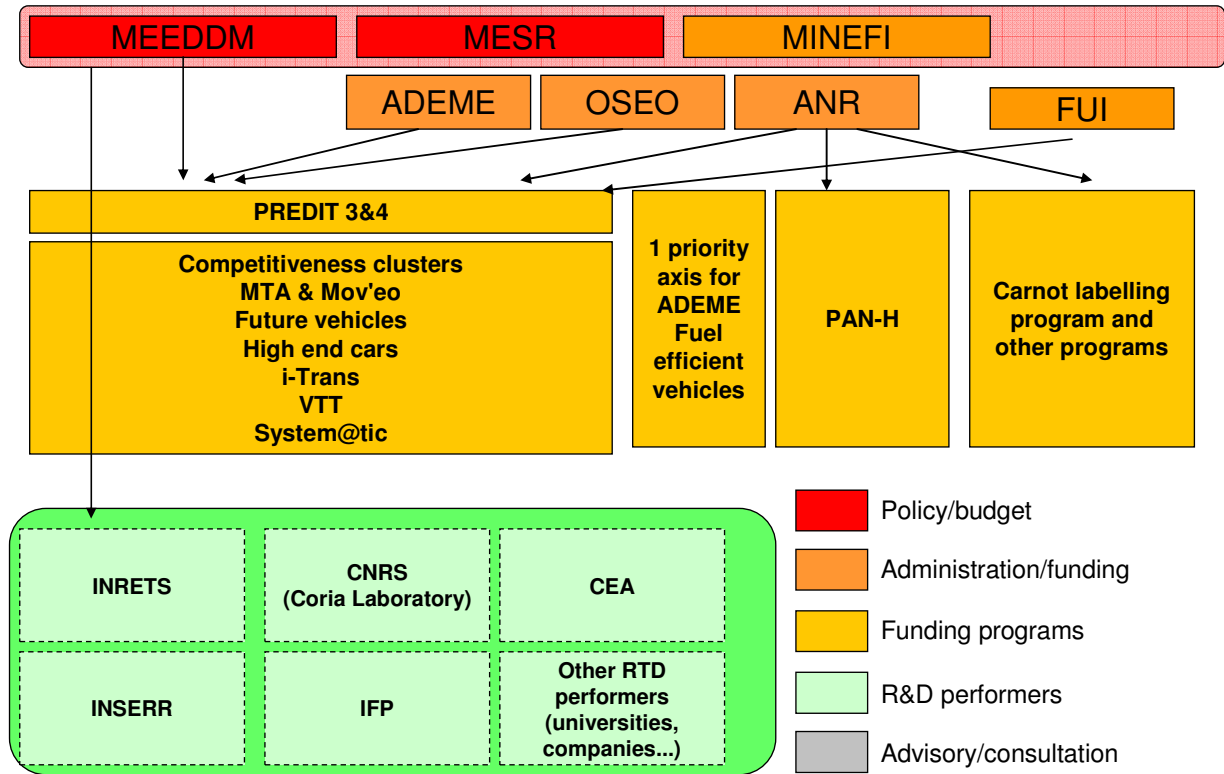 MEEDDM
MESR
MINEFI
ADEME
OSEO
ANR
FUI
PREDIT 3&4
Competitiveness clusters
MTA & Mov'eo
Future vehicles
High end cars
i-Trans
VTT
System@tic
1 priority
axis for
ADEME
Fuel
efficient
vehicles
PAN-H
Carnot labelling
program and
other programs
INRETS
CNRS
(Coria Laboratory)
CEA
INSERR
IFP
Other RTD
performers
(universities,
companies...)
Policy/budget
Administration/funding
Funding programs
R&D performers
Advisory/consultation